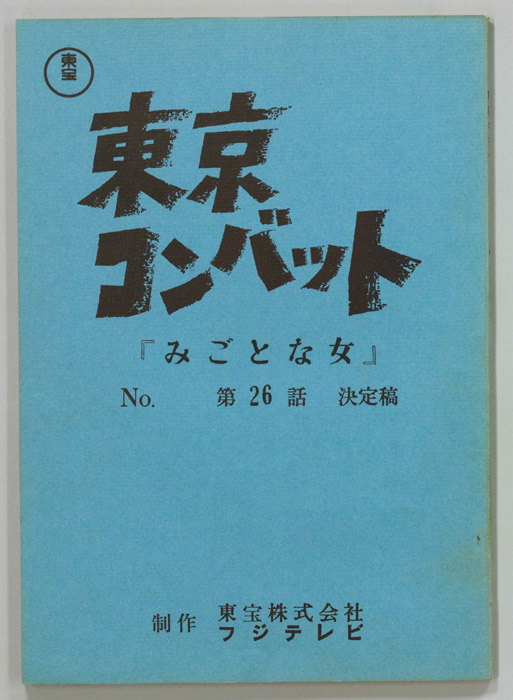 東宝
東京
コンバット
『みごとな女』
No. 第26話 決定稿
制作 東宝株式会社
フジテレビ